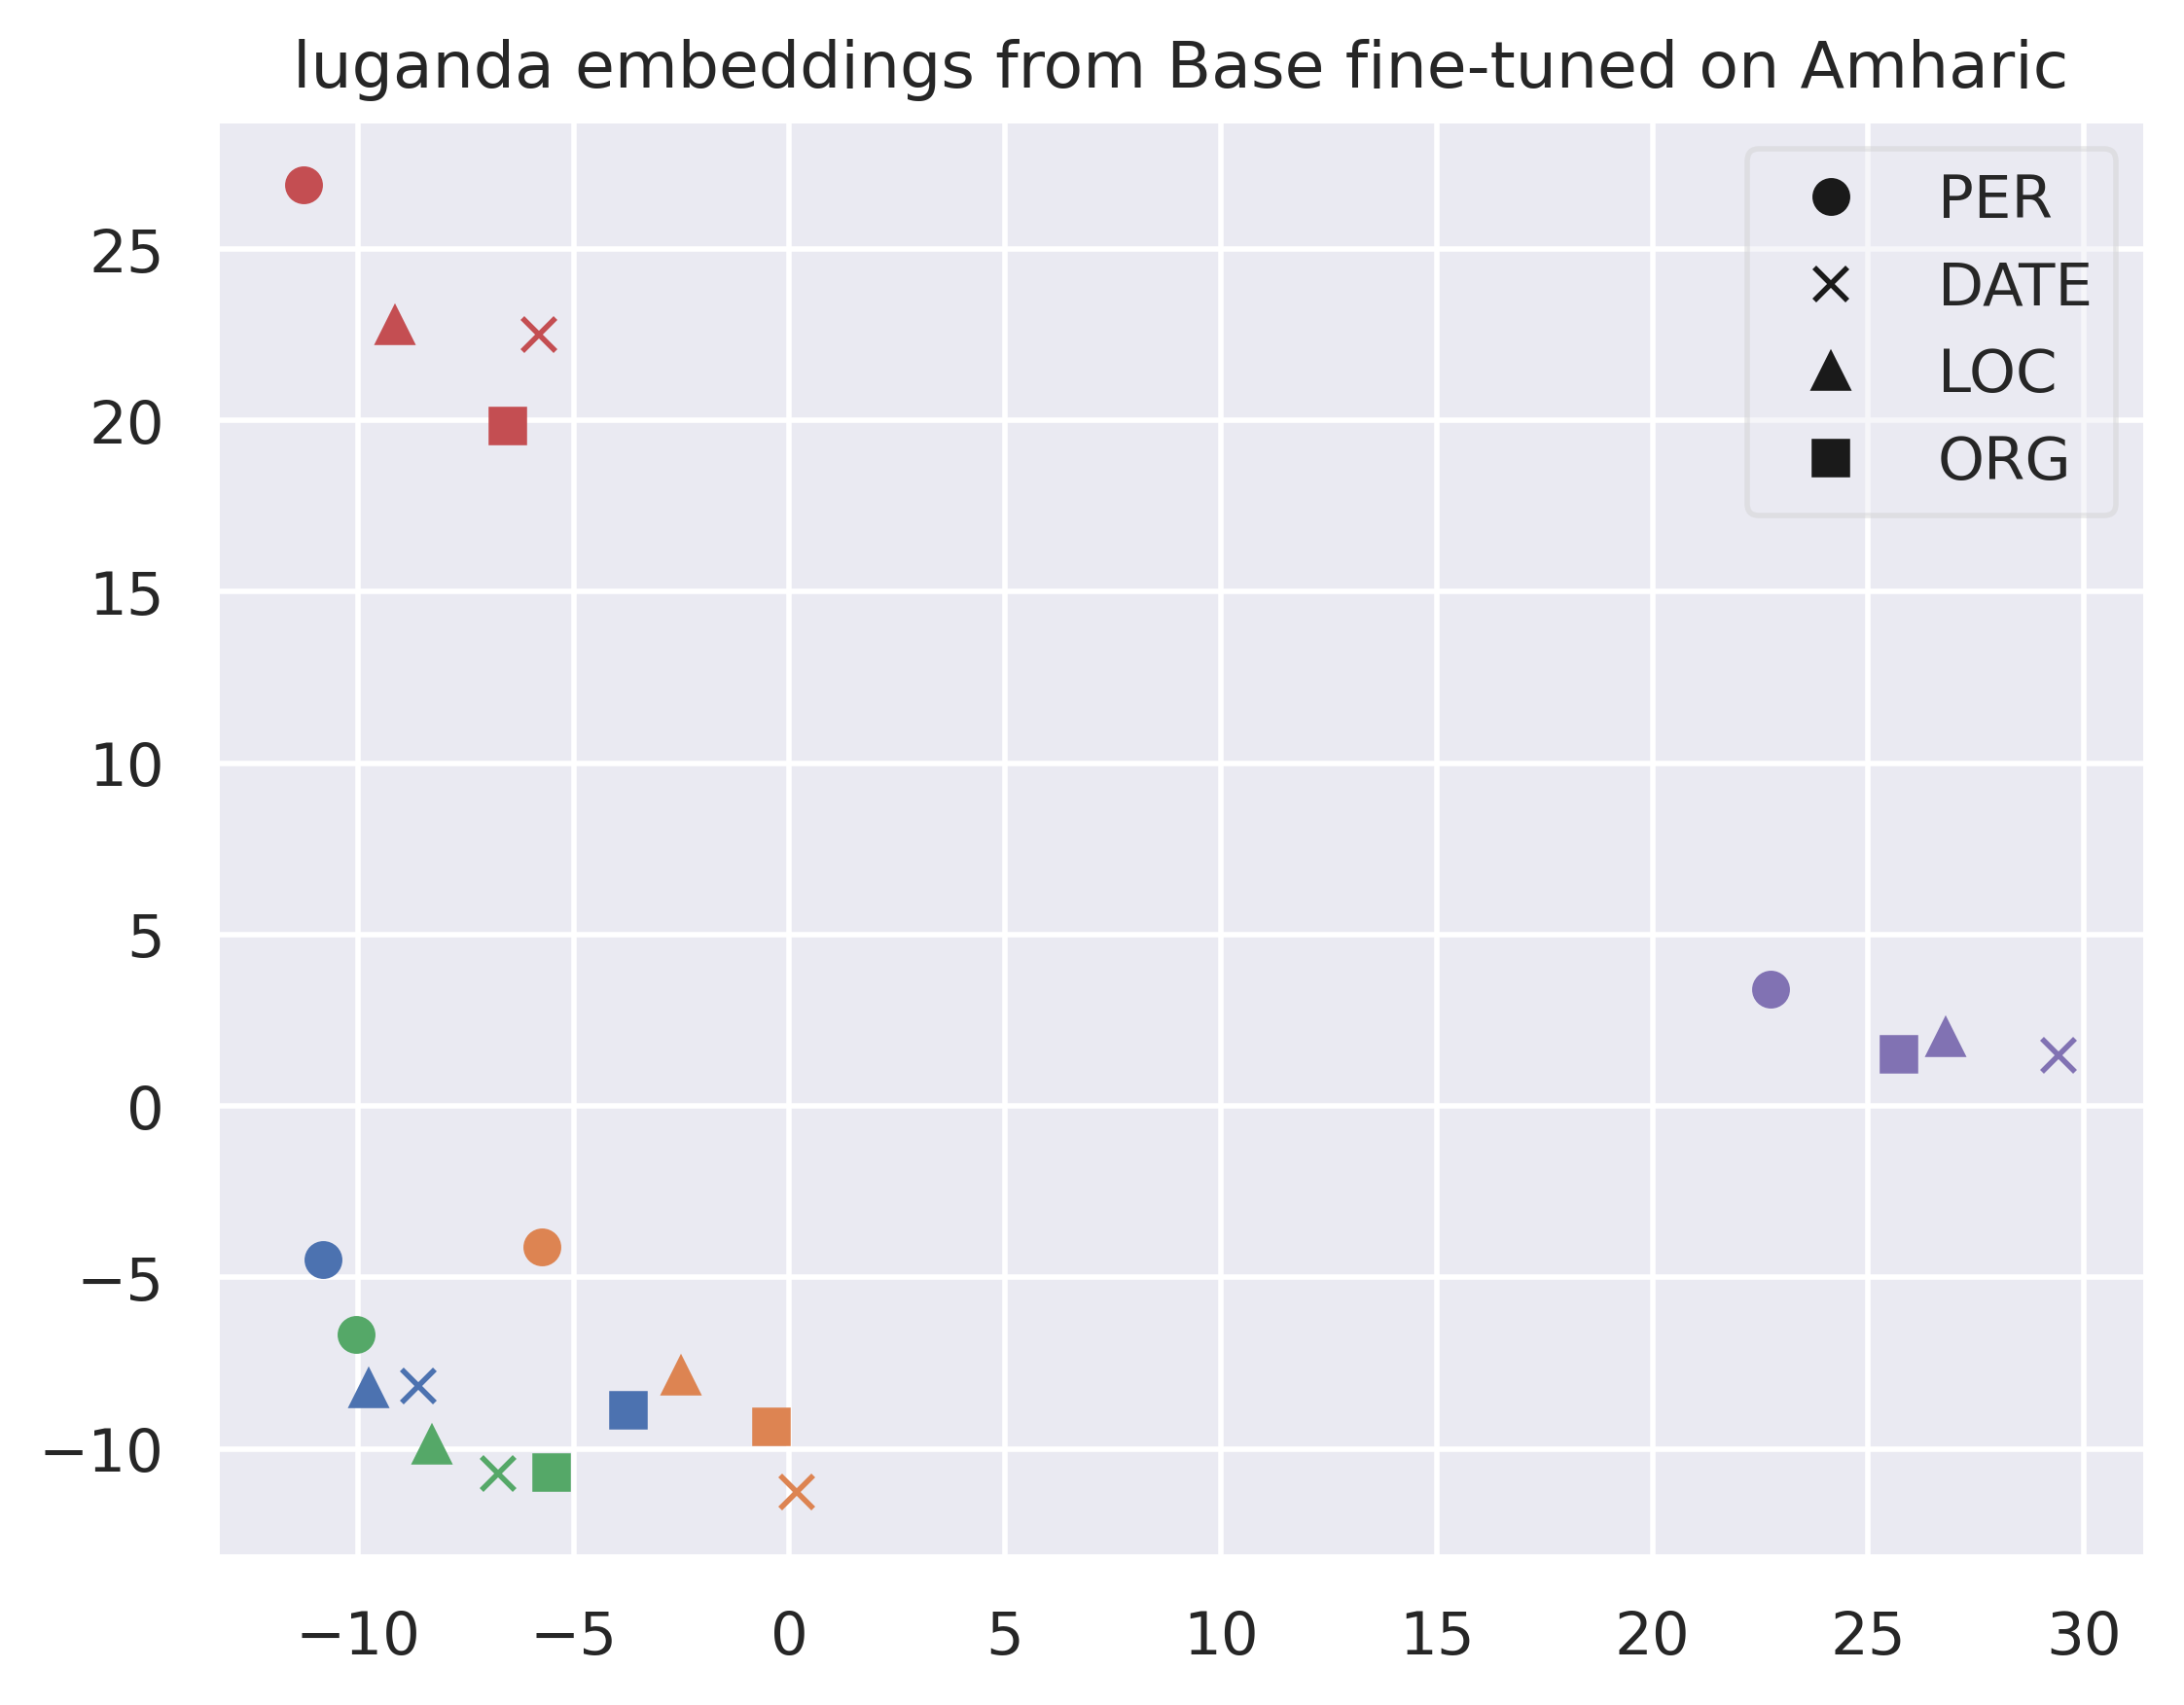 luganda embeddings from Base fine-tuned on Amharic
PER
DATE
LOC
ORG
25
20
15
10
5
0
−5
−10
−10 −5 0 5 10 15 20 25 30